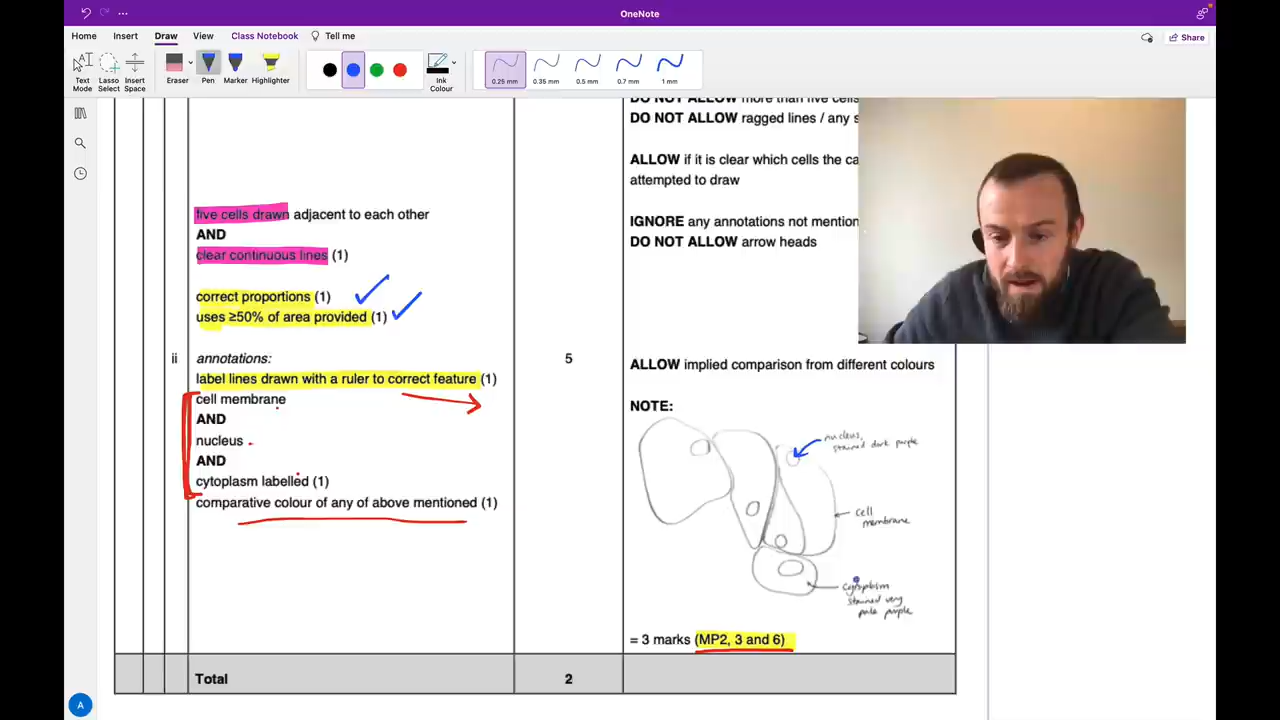 OneNote
Home
Insert
Draw
View
Class Notebook
Tell me
Share
Text Mode
Lasso Select
Insert Space
Eraser
Pen
Marker
Highlighter
Ink Colour
0.25 mm
0.35 mm
0.5 mm
0.7 mm
1 mm
DO NOT ALLOW more than five cells
DO NOT ALLOW ragged lines / any s
ALLOW if it is clear which cells the ca
attempted to draw
five cells drawn adjacent to each other
AND
clear continuous lines (1)
IGNORE any annotations not mention
DO NOT ALLOW arrow heads
correct proportions (1)
uses ≥50% of area provided (1)
ii
annotations:
label lines drawn with a ruler to correct feature (1)
cell membrane
AND
nucleus
AND
cytoplasm labelled (1)
comparative colour of any of above mentioned (1)
5
ALLOW implied comparison from different colours
NOTE:
nucleus,
stained dark purple
cell
membrane
cytoplasm
stained very
pale purple
= 3 marks (MP2, 3 and 6)
Total
2
A